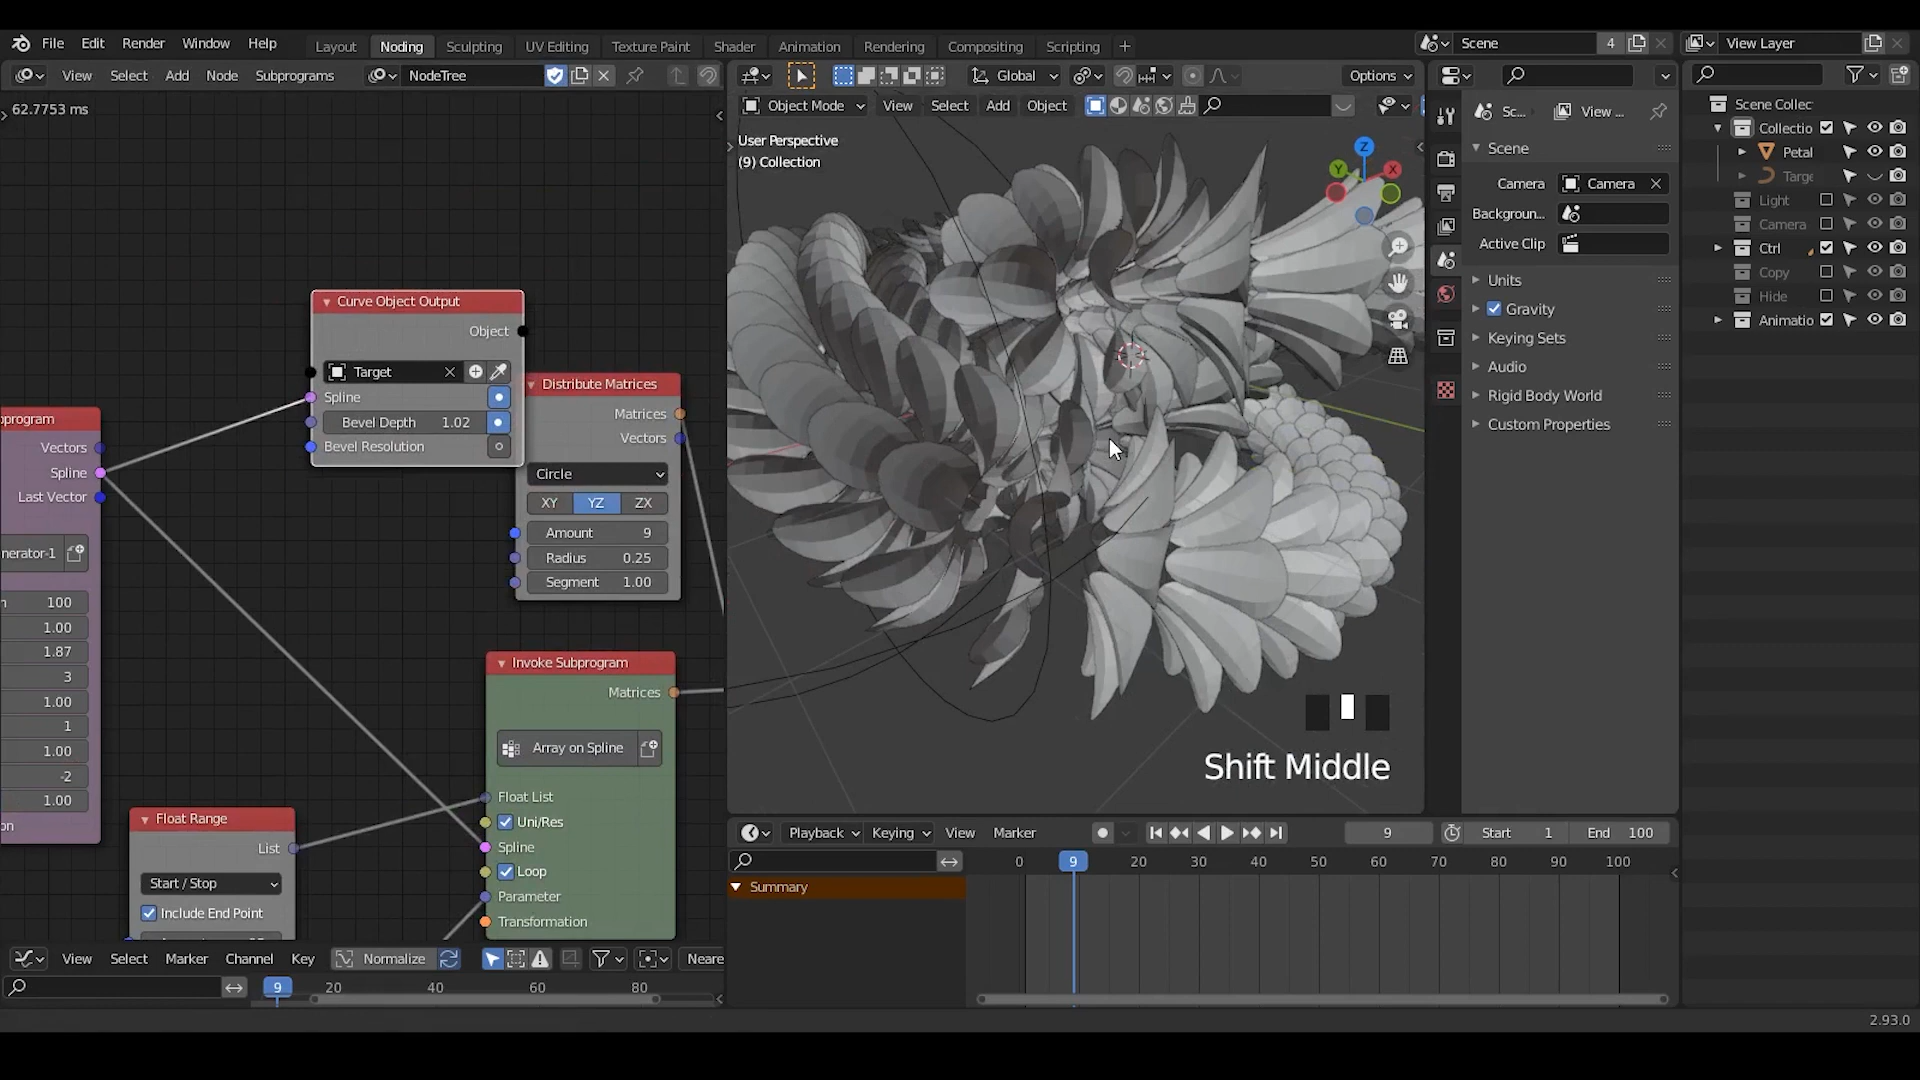 File Edit Render Window Help
Layout Noding Sculpting UV Editing Texture Paint Shader Animation Rendering Compositing Scripting +
Scene 4
View Layer
View Select Add Node Subprograms
NodeTree
Global
Options
62.7753 ms
Object Mode View Select Add Object
User Perspective
(9) Collection
Z
Y
X
Curve Object Output
Object
Target
Spline
Bevel Depth 1.02
Bevel Resolution
Distribute Matrices
Matrices
Vectors
Circle
XY YZ ZX
Amount 9
Radius 0.25
Segment 1.00
program
Vectors
Spline
Last Vector
nerator-1
100
1.00
1.87
3
1.00
1
1.00
-2
1.00
on
Invoke Subprogram
Matrices
Array on Spline
Float List
Uni/Res
Spline
Loop
Parameter
Transformation
Float Range
List
Start / Stop
Include End Point
Shift Middle
Playback Keying View Marker
9
Start 1
End 100
0 9 20 30 40 50 60 70 80 90 100
Summary
View Select Marker Channel Key
Normalize
Neare
9 20 40 60 80
Sc...
View ...
Scene
Camera Camera
Backgroun...
Active Clip
Units
Gravity
Keying Sets
Audio
Rigid Body World
Custom Properties
Scene Collec
Collectio
Petal
Targe
Light
Camera
Ctrl
Copy
Hide
Animatio
2.93.0